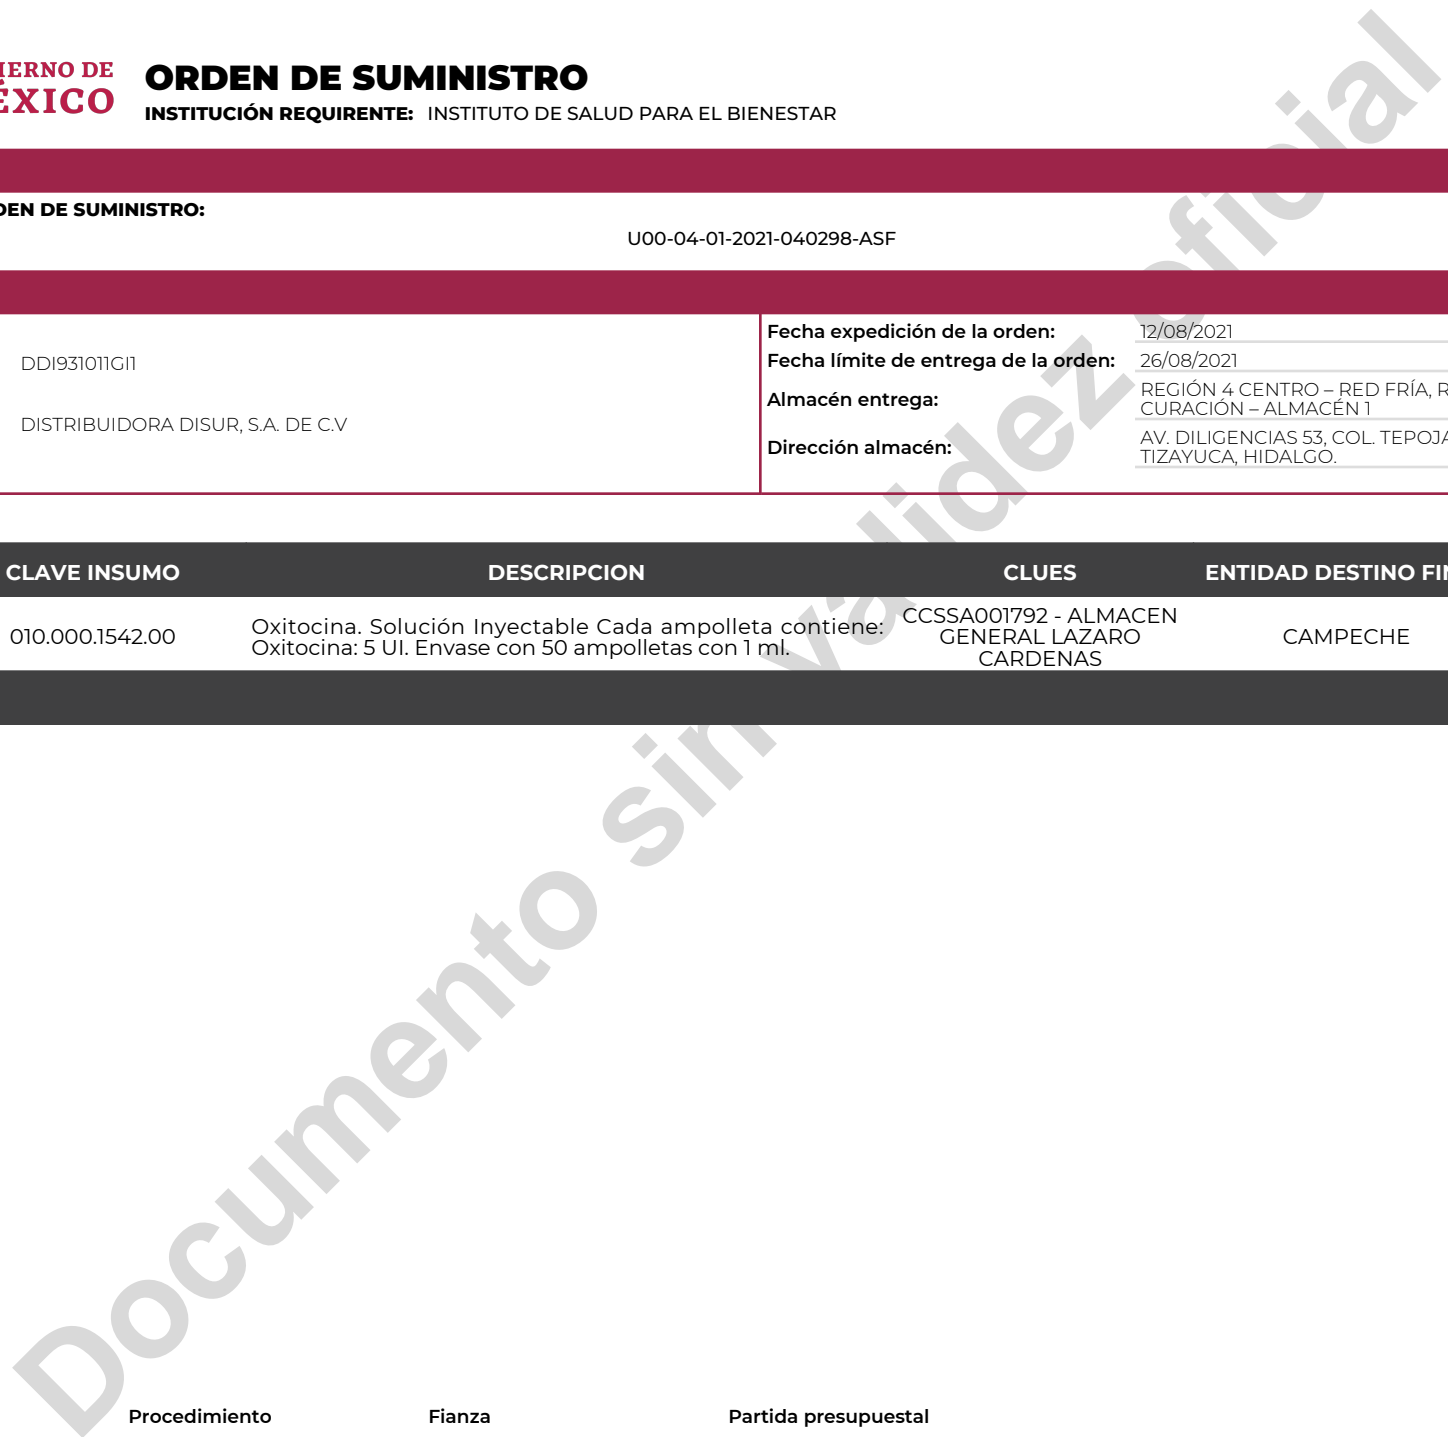 IERNO DE
ÉXICO
ORDEN DE SUMINISTRO
INSTITUCIÓN REQUIRENTE: INSTITUTO DE SALUD PARA EL BIENESTAR
DEN DE SUMINISTRO:
U00-04-01-2021-040298-ASF
DDI931011GI1
DISTRIBUIDORA DISUR, S.A. DE C.V
Fecha expedición de la orden: 12/08/2021
Fecha límite de entrega de la orden: 26/08/2021
Almacén entrega: REGIÓN 4 CENTRO – RED FRÍA, R
CURACIÓN – ALMACÉN 1
Dirección almacén: AV. DILIGENCIAS 53, COL. TEPOJA
TIZAYUCA, HIDALGO.
CLAVE INSUMO DESCRIPCION CLUES ENTIDAD DESTINO FIN
010.000.1542.00
Oxitocina. Solución Inyectable Cada ampolleta contiene:
Oxitocina: 5 UI. Envase con 50 ampolletas con 1 ml.
CCSSA001792 - ALMACEN
GENERAL LAZARO
CARDENAS
CAMPECHE
Documento sin validez oficial
Procedimiento Fianza Partida presupuestal